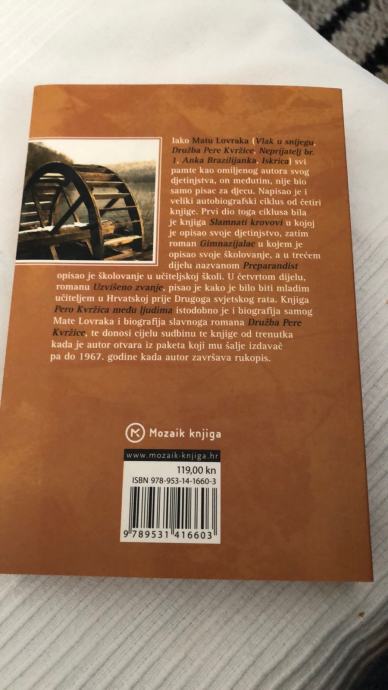 Iako Matu Lovraka (Vlak u snijegu,
Družba Pere Kvržice, Neprijatelj br.
1, Anka Brazilijanka, Iskrica) svi
pamte kao omiljenog autora svog
djetinjstva, on međutim, nije bio
samo pisac za djecu. Napisao je i
veliki autobiografski ciklus od četiri
knjige. Prvi dio toga ciklusa bila
je knjiga Slamnati krovovi u kojoj
je opisao svoje djetinjstvo, zatim
roman Gimnazijalac u kojem je
opisao svoje školovanje, a u trećem
dijelu nazvanom Preparandist
opisao je školovanje u učiteljskoj školi. U četvrtom dijelu,
romanu Uzvišeno zvanje, pisao je kako je bilo biti mladim
učiteljem u Hrvatskoj prije Drugoga svjetskog rata. Knjiga
Pero Kvržica među ljudima istodobno je i biografija samog
Mate Lovraka i biografija slavnoga romana Družba Pere
Kvržice, te donosi cijelu sudbinu te knjige od trenutka
kada je autor otvara iz paketa koji mu šalje izdavač
pa do 1967. godine kada autor završava rukopis.
Mozaik knjiga
www.mozaik-knjiga.hr
119,00 kn
ISBN 978-953-14-1660-3
9 789531 416603